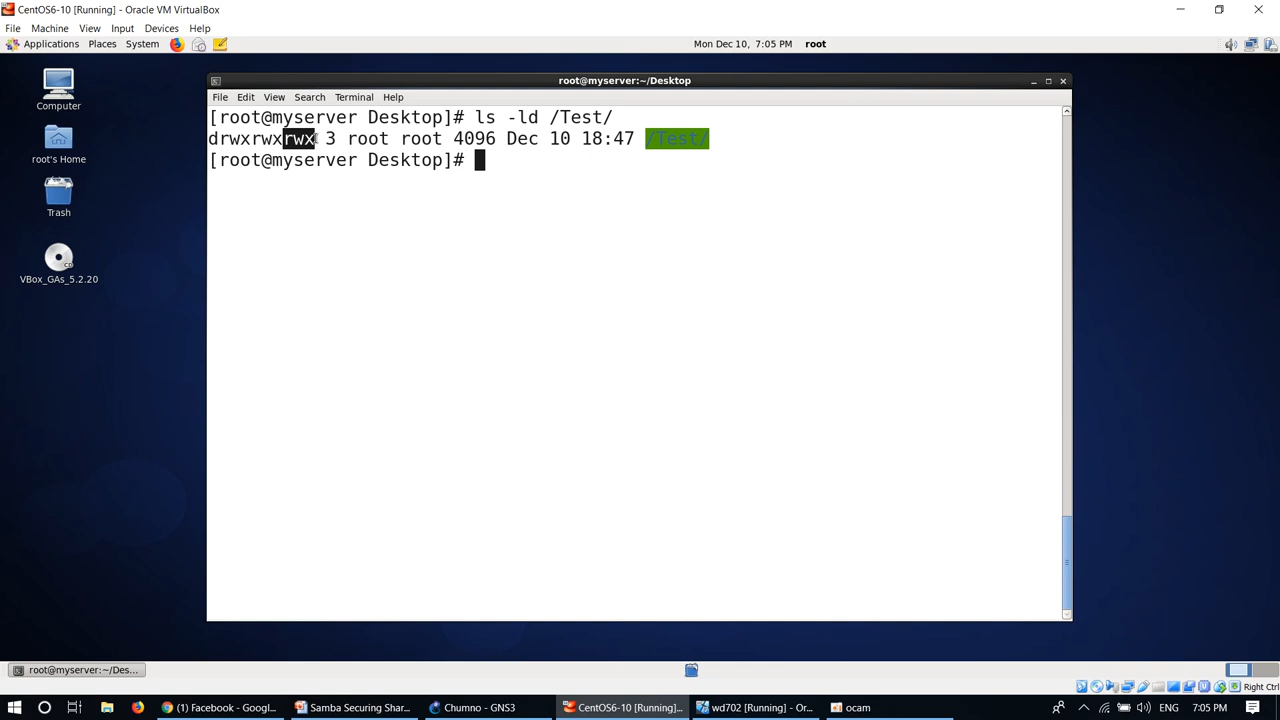 CentOS6-10 [Running] - Oracle VM VirtualBox
File Machine View Input Devices Help
Applications Places System Mon Dec 10, 7:05 PM root
Computer
root's Home
Trash
VBox_GAs_5.2.20
root@myserver:~/Desktop
File Edit View Search Terminal Help
[root@myserver Desktop]# ls -ld /Test/
drwxrwxrwx 3 root root 4096 Dec 10 18:47 /Test/
[root@myserver Desktop]#
root@myserver:~/Des...
Right Ctrl
(1) Facebook - Googl... Samba Securing Shar... Chumno - GNS3 CentOS6-10 [Running]... wd702 [Running] - Or... ocam ENG 7:05 PM